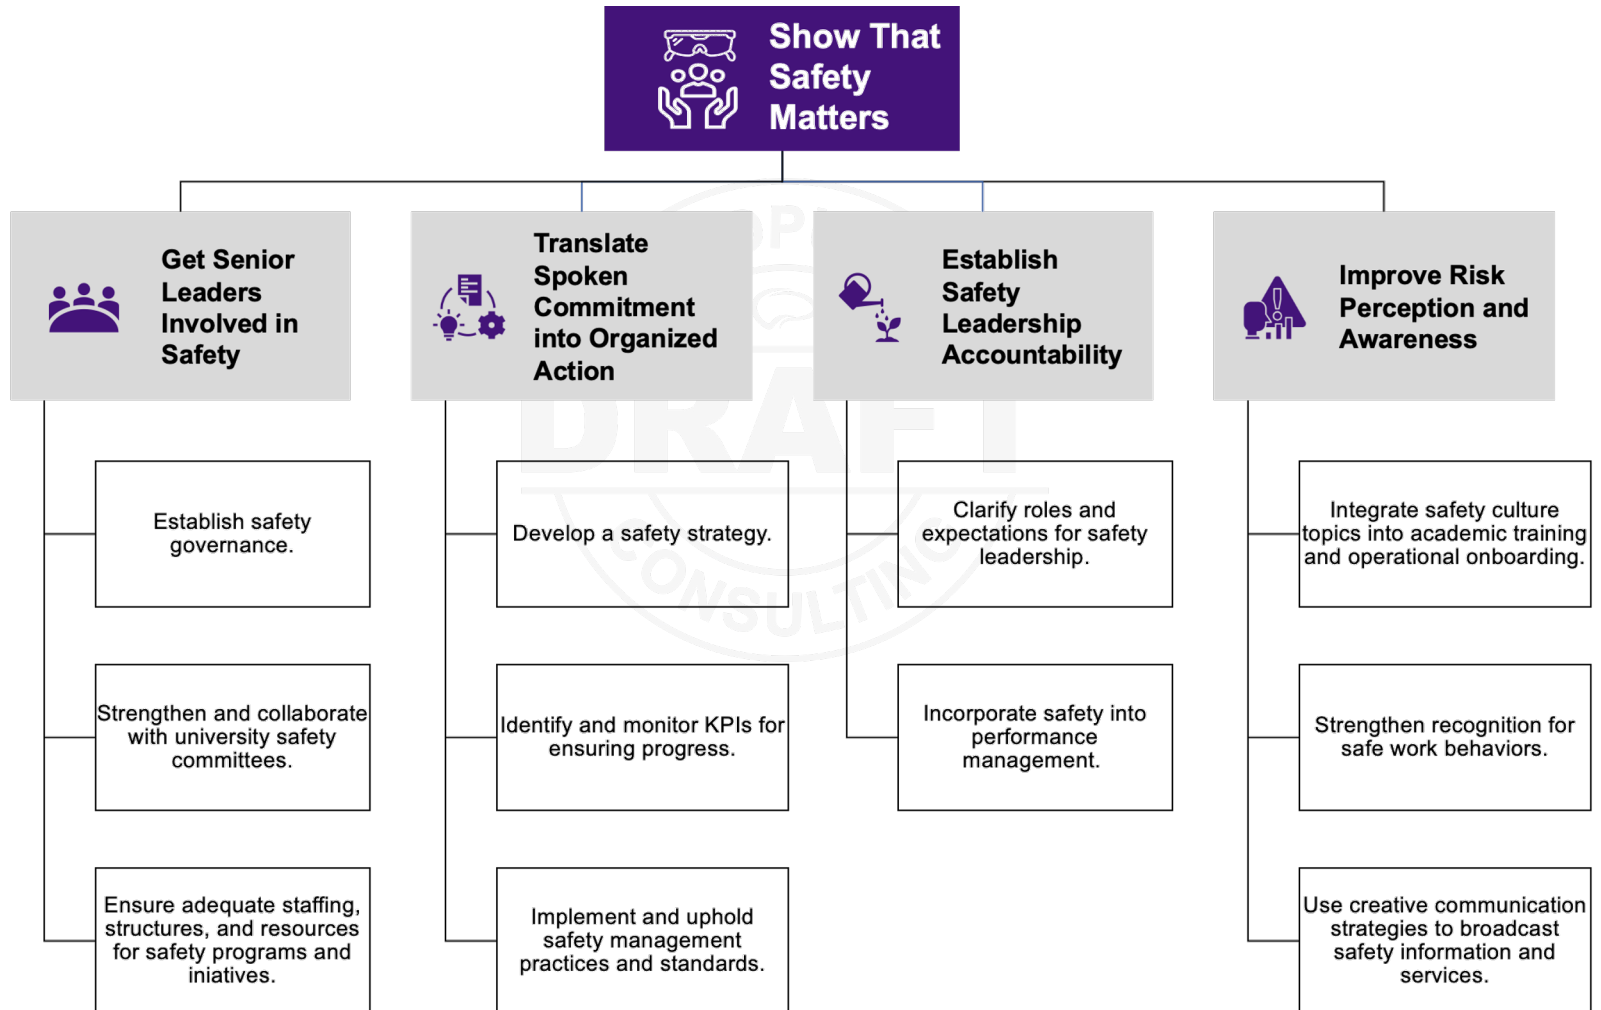 Show That
Safety
Matters
Get Senior
Leaders
Involved in
Safety
Translate
Spoken
Commitment
into Organized
Action
Establish
Safety
Leadership
Accountability
Improve Risk
Perception and
Awareness
Establish safety
governance.
Strengthen and collaborate
with university safety
committees.
Ensure adequate staffing,
structures, and resources
for safety programs and
iniatives.
Develop a safety strategy.
Identify and monitor KPIs for
ensuring progress.
Implement and uphold
safety management
practices and standards.
Clarify roles and
expectations for safety
leadership.
Incorporate safety into
performance
management.
Integrate safety culture
topics into academic training
and operational onboarding.
Strengthen recognition for
safe work behaviors.
Use creative communication
strategies to broadcast
safety information and
services.
DRAFT
CONSULTING